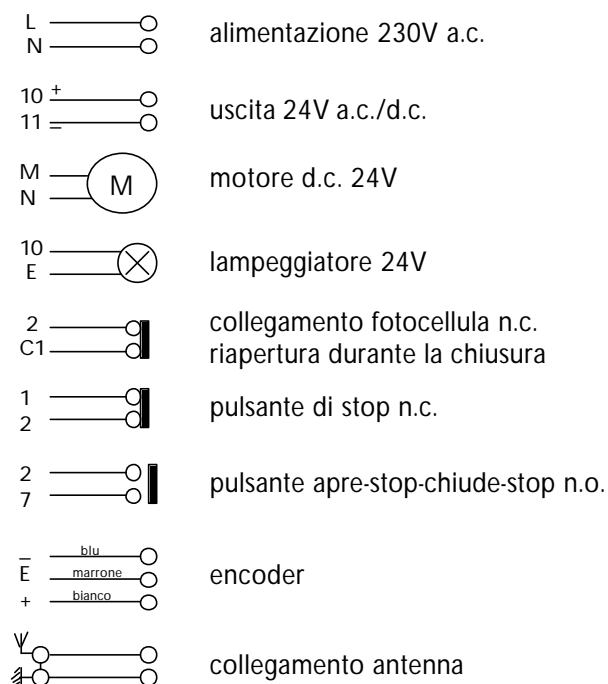 L
N
alimentazione 230V a.c.
10 +
11 –
uscita 24V a.c./d.c.
M
N
M
motore d.c. 24V
10
E
lampeggiatore 24V
2
C1
collegamento fotocellula n.c.
riapertura durante la chiusura
1
2
pulsante di stop n.c.
2
7
pulsante apre-stop-chiude-stop n.o.
– blu
E marrone
+ bianco
encoder
collegamento antenna